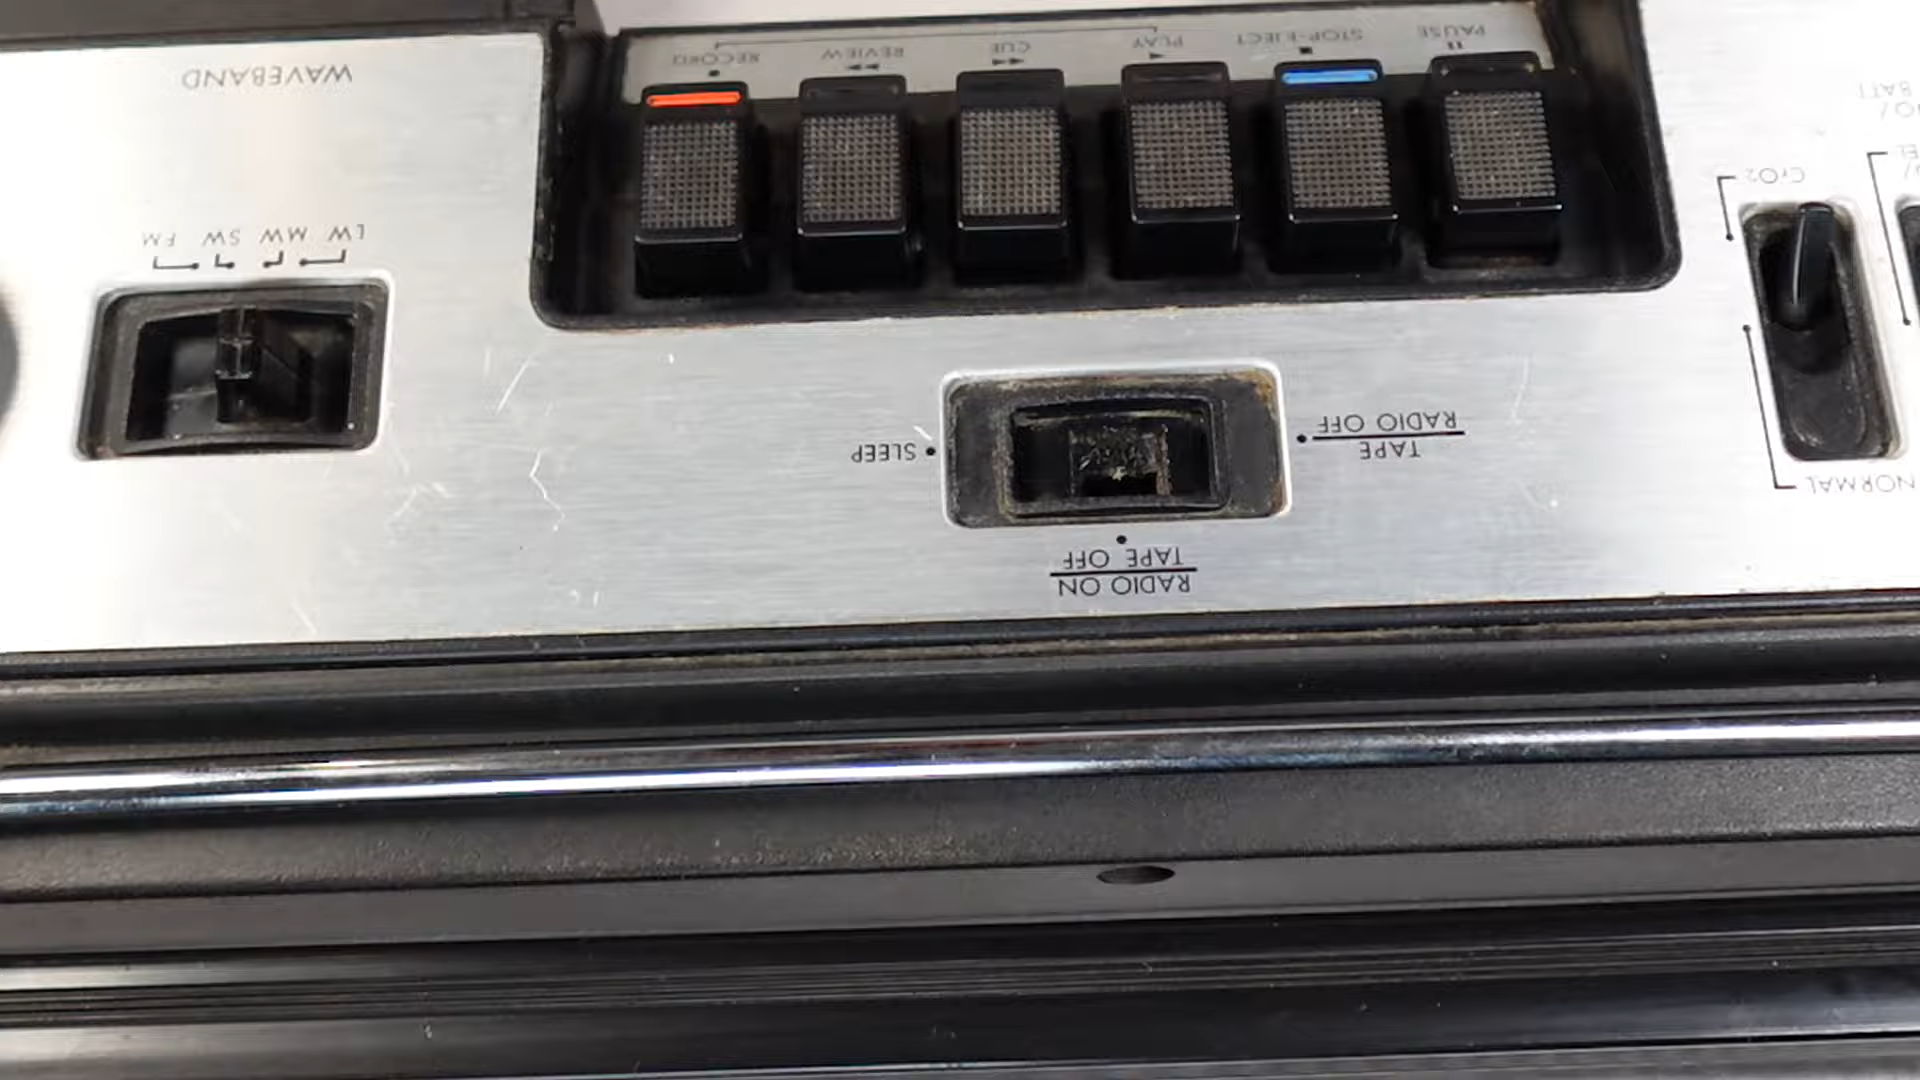 PAUSE
STOP·EJECT
PLAY
CUE
REVIEW
RECORD
WAVEBAND
LW MW SW FM
CrO2
NORMAL
BATT
TAPE
RADIO OFF
SLEEP
RADIO ON
TAPE OFF